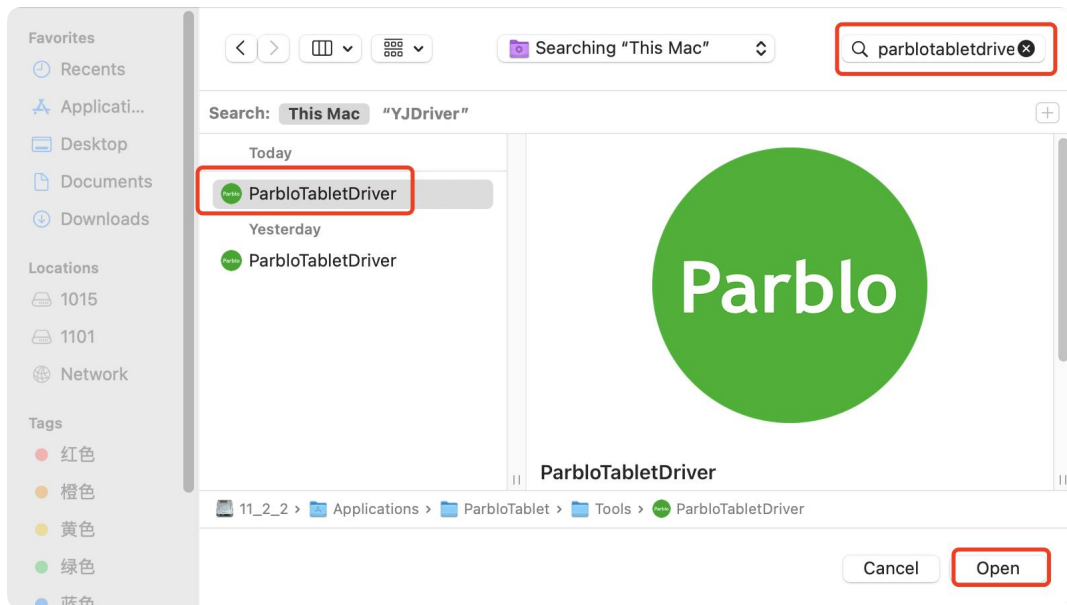 Favorites
Recents
Applicati...
Desktop
Documents
Downloads
Locations
1015
1101
Network
Tags
红色
橙色
黄色
绿色
蓝色
Searching “This Mac”
parblotabletdrive
Search: This Mac “YJDriver”
Today
ParbloTabletDriver
Yesterday
ParbloTabletDriver
Parblo
ParbloTabletDriver
11_2_2 › Applications › ParbloTablet › Tools › ParbloTabletDriver
Cancel Open